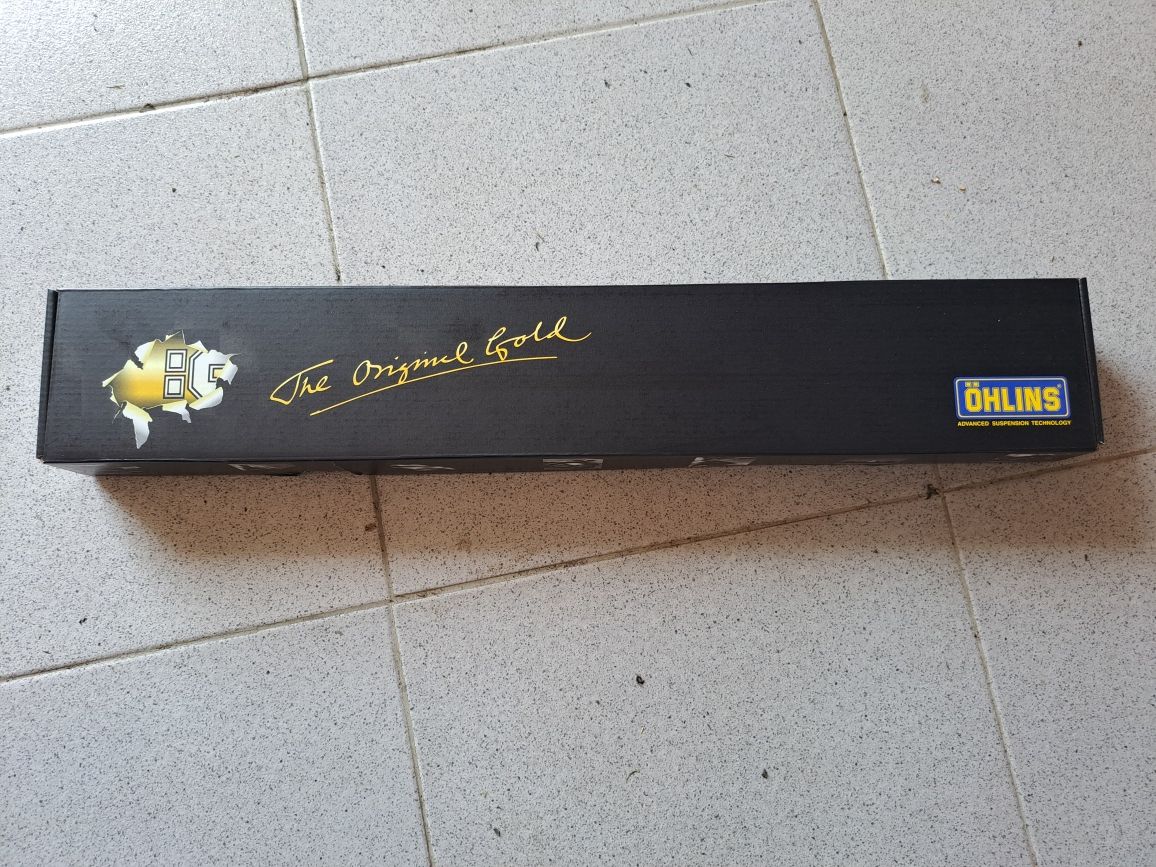 The Original Gold
ÖHLINS®
ADVANCED SUSPENSION TECHNOLOGY